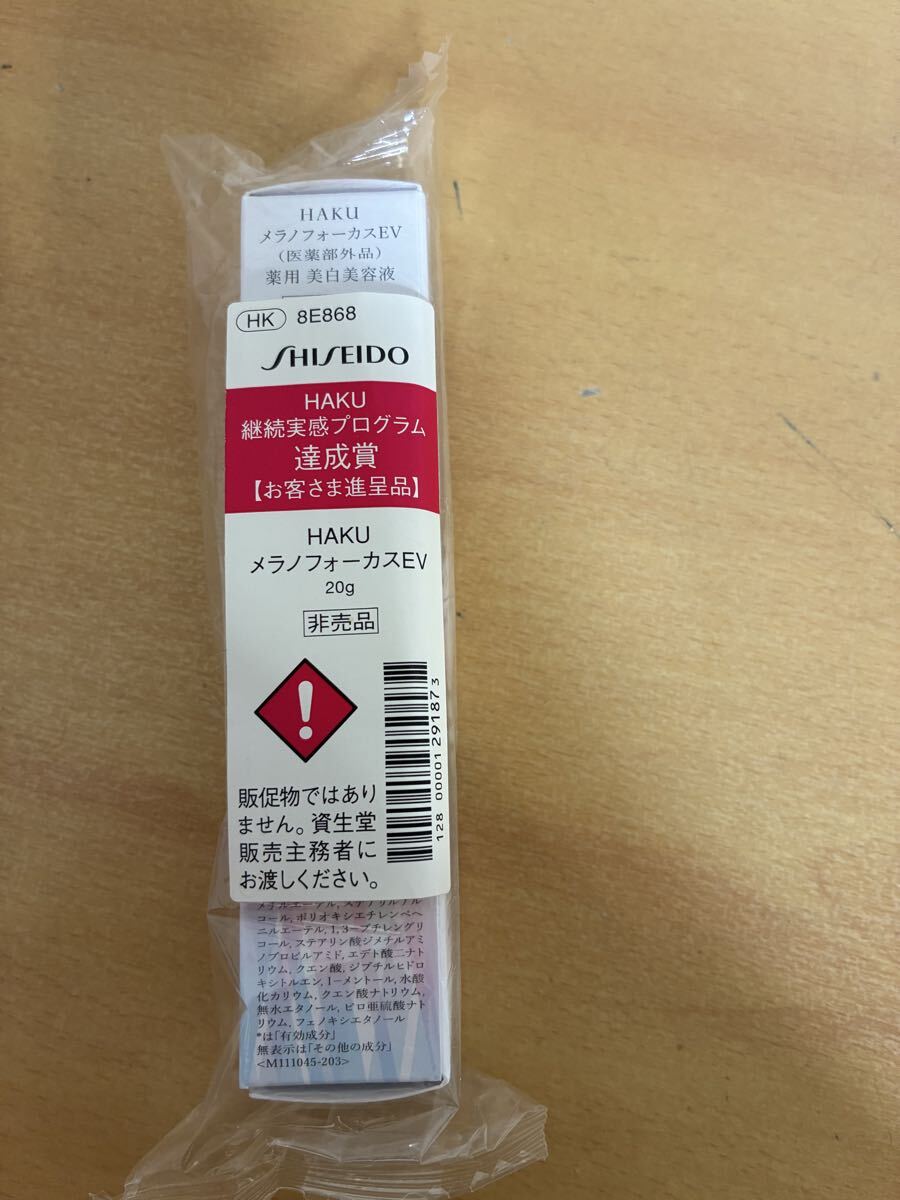 HAKU
メラノフォーカスEV
(医薬部外品)
薬用 美白美容液
HK 8E868
SHISEIDO
HAKU
継続実感プログラム
達成賞
【お客さま進呈品】
HAKU
メラノフォーカスEV
20g
非売品
128 00001 291873
販促物ではあり
ません。資生堂
販売主務者に
お渡しください。
コール, ポリオキシエチレンベヘ
ニルエーテル, 1, 3−ブチレングリ
コール, ステアリン酸ジメチルアミ
ノプロピルアミド, エデト酸二ナト
リウム, クエン酸, ジブチルヒドロ
キシトルエン, l−メントール, 水酸
化カリウム, クエン酸ナトリウム,
無水エタノール, ピロ亜硫酸ナト
リウム, フェノキシエタノール
*は「有効成分」
無表示は「その他の成分」
<M111045-203>